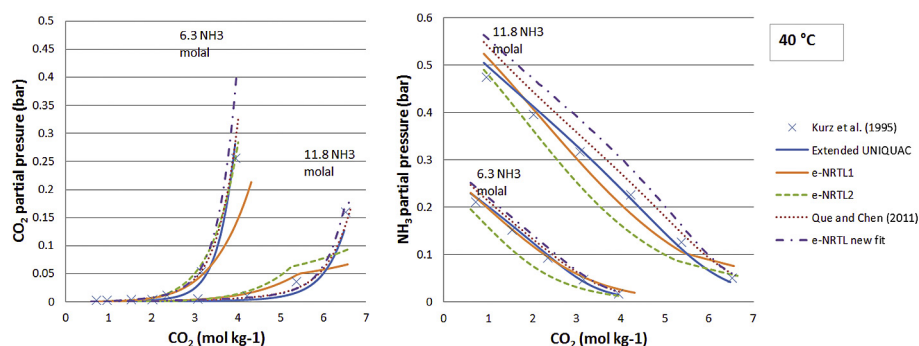 0.5
0.45
0.4
0.35
0.3
0.25
0.2
0.15
0.1
0.05
0
CO2 partial pressure (bar)
6.3 NH3
molal
11.8 NH3
molal
0 1 2 3 4 5 6 7
CO2 (mol kg-1)
0.6
0.5
0.4
0.3
0.2
0.1
0
NH3 partial pressure (bar)
11.8 NH3
molal
6.3 NH3
molal
0 1 2 3 4 5 6 7
CO2 (mol kg-1)
40 °C
Kurz et al. (1995)
Extended UNIQUAC
e-NRTL1
e-NRTL2
Que and Chen (2011)
e-NRTL new fit